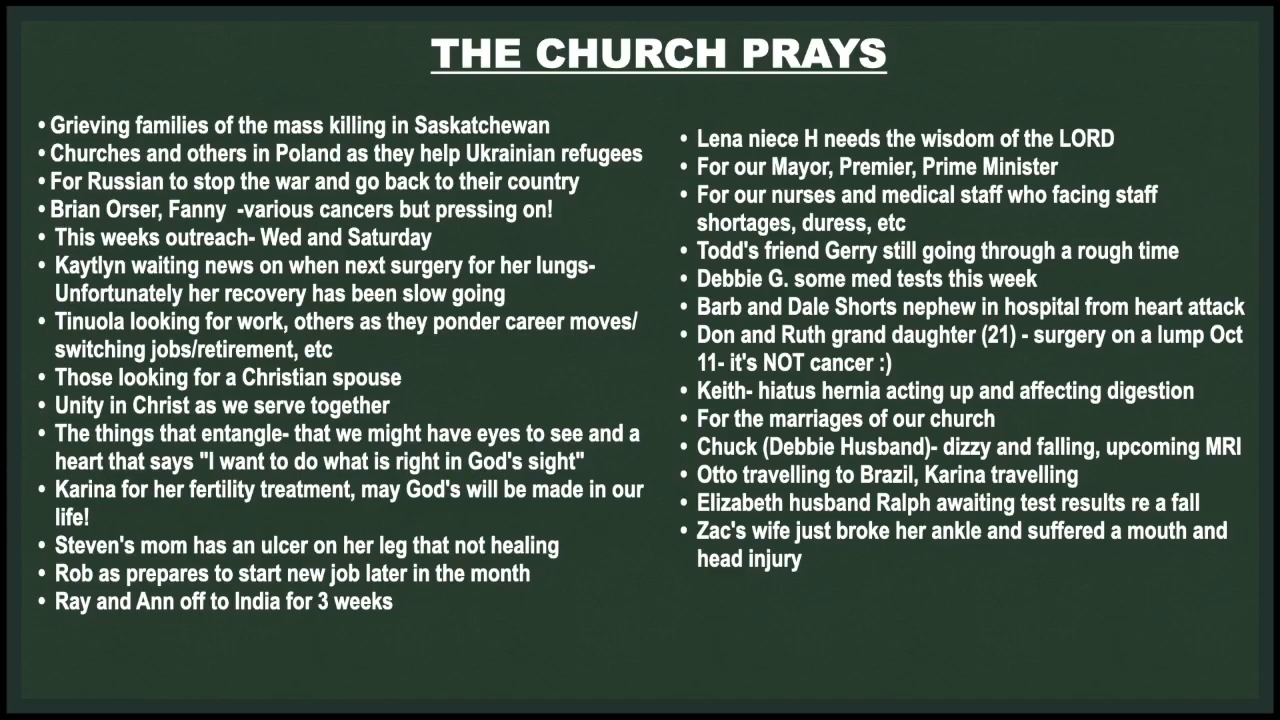 THE CHURCH PRAYS
• Grieving families of the mass killing in Saskatchewan
• Churches and others in Poland as they help Ukrainian refugees
• For Russian to stop the war and go back to their country
• Brian Orser, Fanny  -various cancers but pressing on!
• This weeks outreach- Wed and Saturday
• Kaytlyn waiting news on when next surgery for her lungs-
Unfortunately her recovery has been slow going
• Tinuola looking for work, others as they ponder career moves/
switching jobs/retirement, etc
• Those looking for a Christian spouse
• Unity in Christ as we serve together
• The things that entangle- that we might have eyes to see and a
heart that says "I want to do what is right in God's sight"
• Karina for her fertility treatment, may God's will be made in our
life!
• Steven's mom has an ulcer on her leg that not healing
• Rob as prepares to start new job later in the month
• Ray and Ann off to India for 3 weeks
• Lena niece H needs the wisdom of the LORD
• For our Mayor, Premier, Prime Minister
• For our nurses and medical staff who facing staff
shortages, duress, etc
• Todd's friend Gerry still going through a rough time
• Debbie G. some med tests this week
• Barb and Dale Shorts nephew in hospital from heart attack
• Don and Ruth grand daughter (21) - surgery on a lump Oct
11- it's NOT cancer :)
• Keith- hiatus hernia acting up and affecting digestion
• For the marriages of our church
• Chuck (Debbie Husband)- dizzy and falling, upcoming MRI
• Otto travelling to Brazil, Karina travelling
• Elizabeth husband Ralph awaiting test results re a fall
• Zac's wife just broke her ankle and suffered a mouth and
head injury